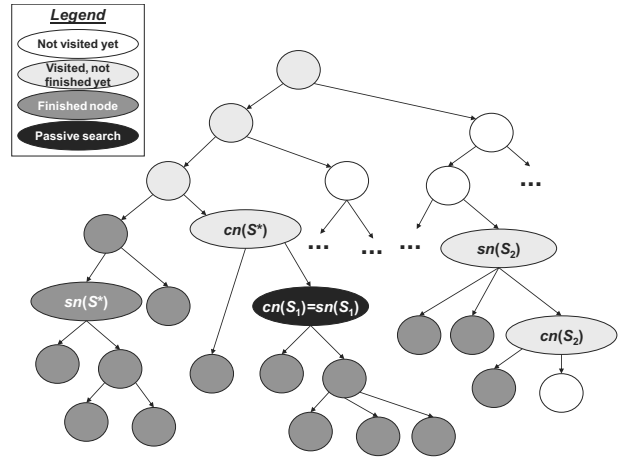 Legend
Not visited yet
Visited, not
finished yet
Finished node
Passive search
...
cn(S*)
... ... ...
sn(S₂)
sn(S*)
cn(S₁)=sn(S₁)
cn(S₂)